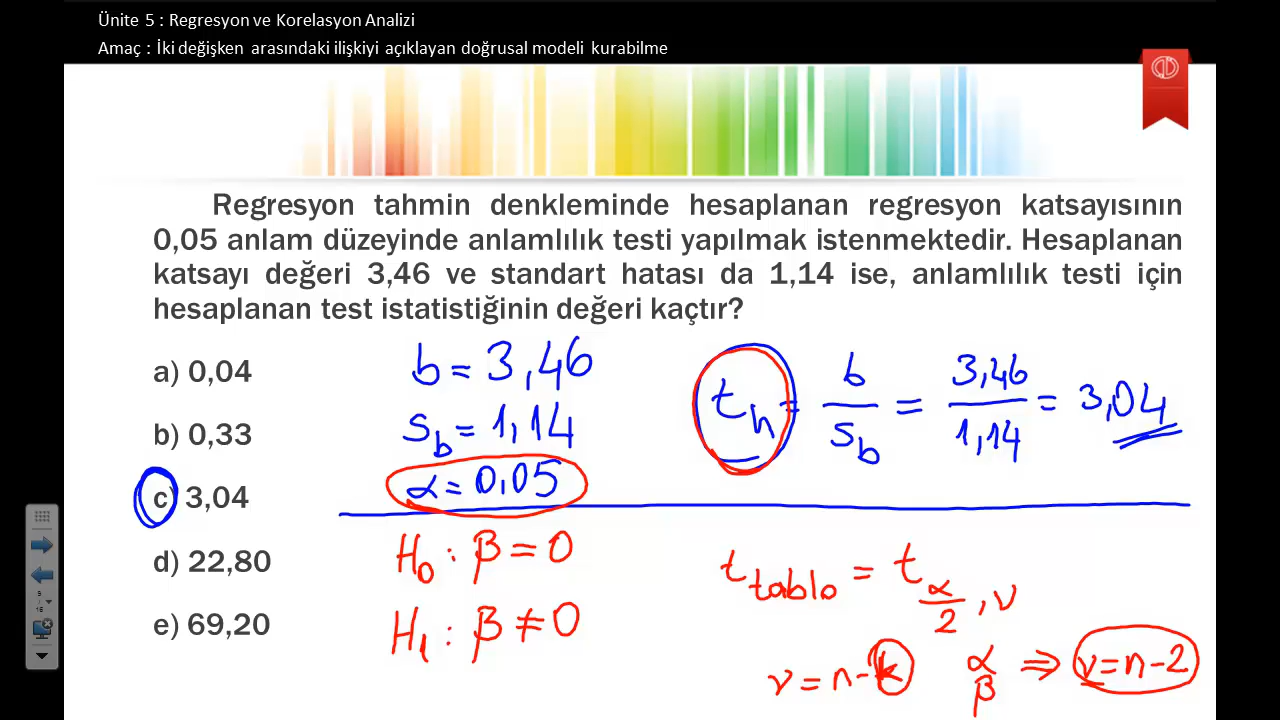 Ünite 5 : Regresyon ve Korelasyon Analizi
Amaç : İki değişken arasındaki ilişkiyi açıklayan doğrusal modeli kurabilme
Regresyon tahmin denkleminde hesaplanan regresyon katsayısının
0,05 anlam düzeyinde anlamlılık testi yapılmak istenmektedir. Hesaplanan
katsayı değeri 3,46 ve standart hatası da 1,14 ise, anlamlılık testi için
hesaplanan test istatistiğinin değeri kaçtır?
a) 0,04
b) 0,33
c) 3,04
d) 22,80
e) 69,20
b = 3,46
s_b = 1,14
α = 0,05
t_h = b/s_b = 3,46/1,14 = 3,04
H_0 : β = 0
H_1 : β ≠ 0
t_tablo = t_α/2, ν
ν = n - k
α β ⇒ ν = n - 2